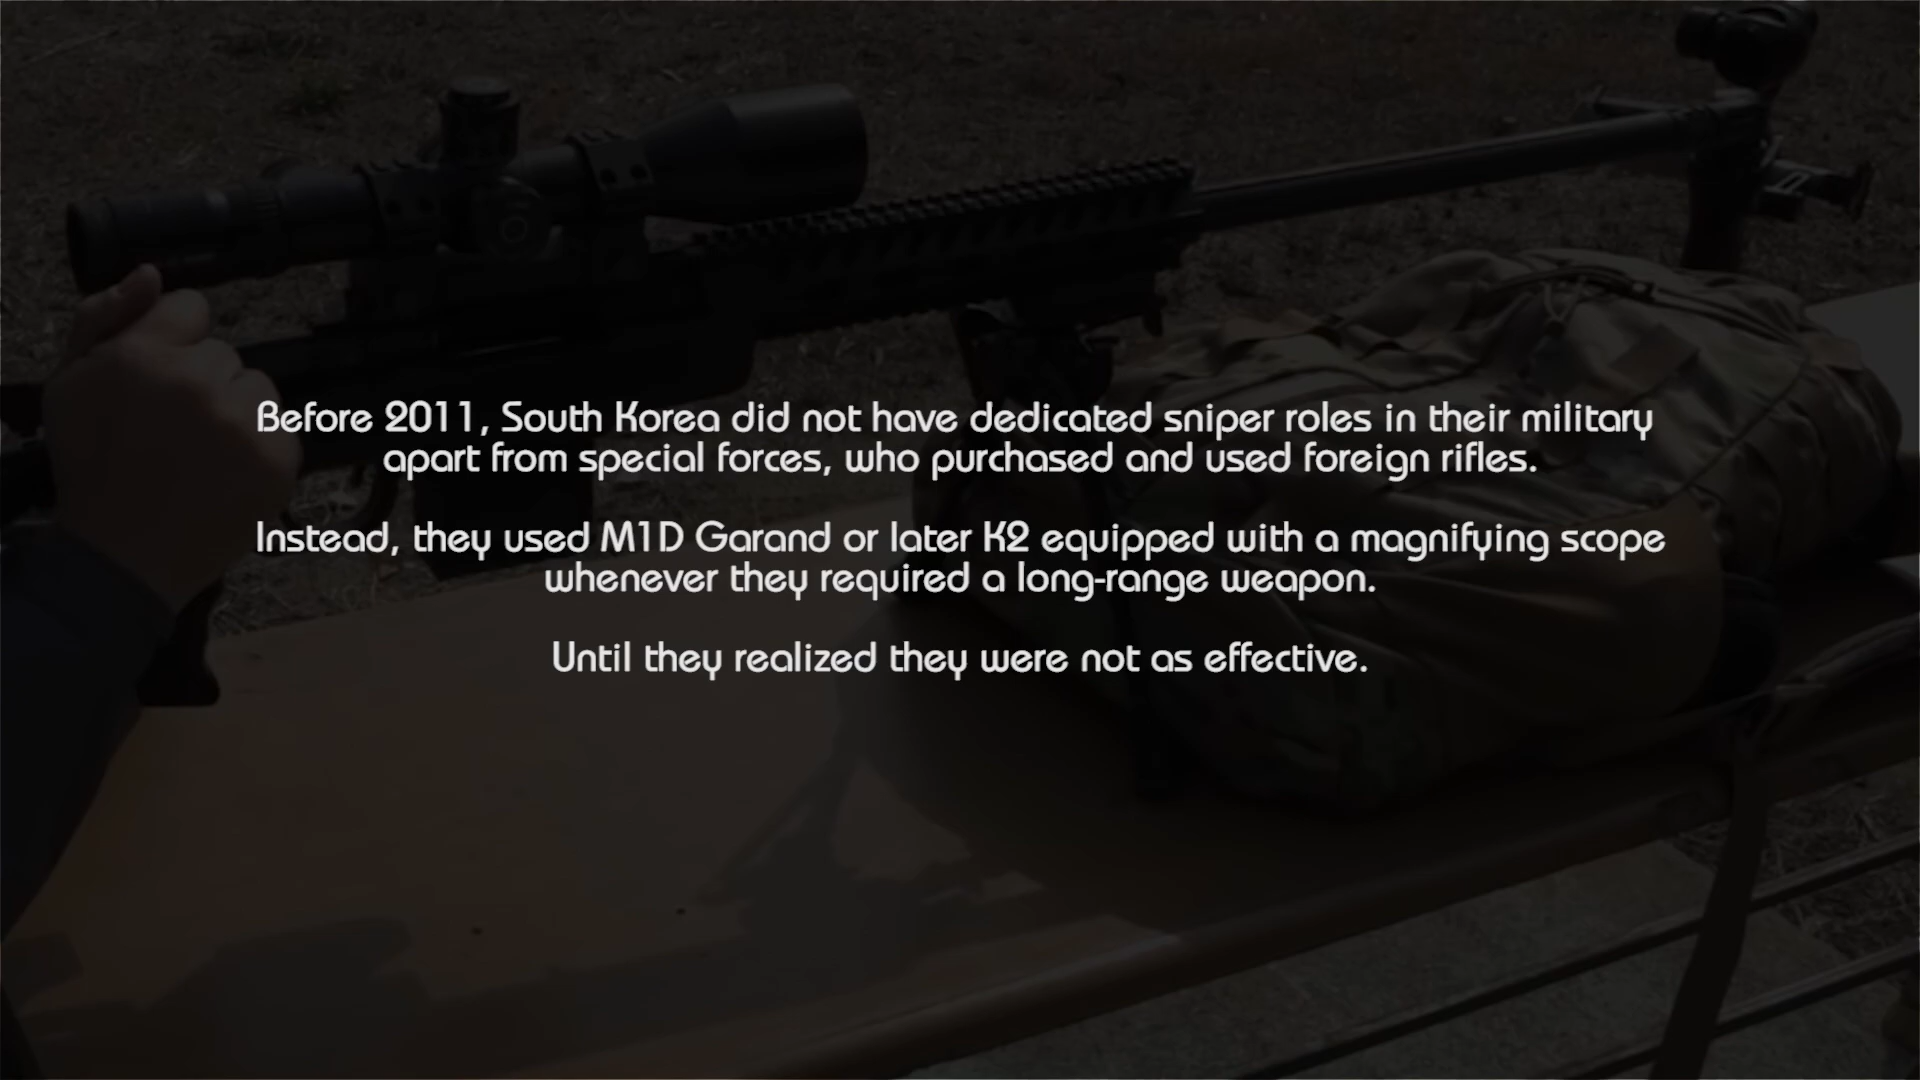 Before 2011, South Korea did not have dedicated sniper roles in their military
apart from special forces, who purchased and used foreign rifles.
Instead, they used M1D Garand or later K2 equipped with a magnifying scope
whenever they required a long-range weapon.
Until they realized they were not as effective.